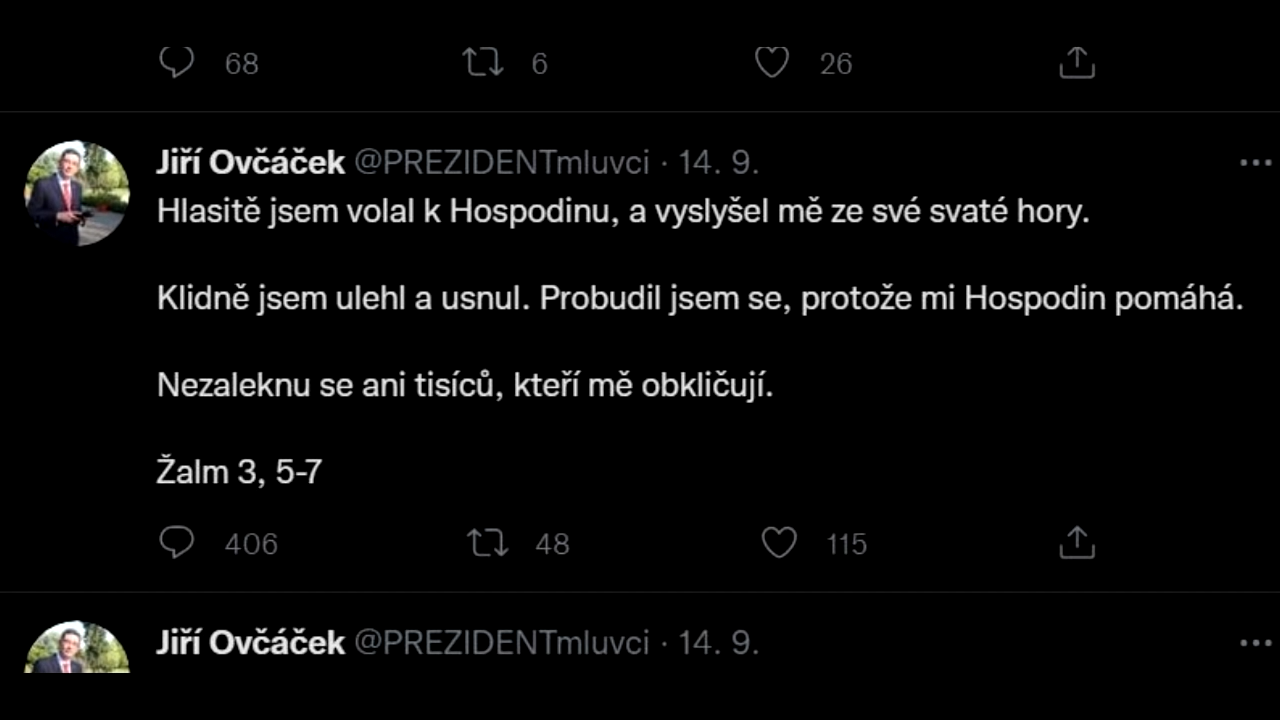 68 6 26
Jiří Ovčáček @PREZIDENTmluvci · 14. 9.
Hlasitě jsem volal k Hospodinu, a vyslyšel mě ze své svaté hory.
Klidně jsem ulehl a usnul. Probudil jsem se, protože mi Hospodin pomáhá.
Nezaleknu se ani tisíců, kteří mě obkličují.
Žalm 3, 5-7
406 48 115
Jiří Ovčáček @PREZIDENTmluvci · 14. 9.